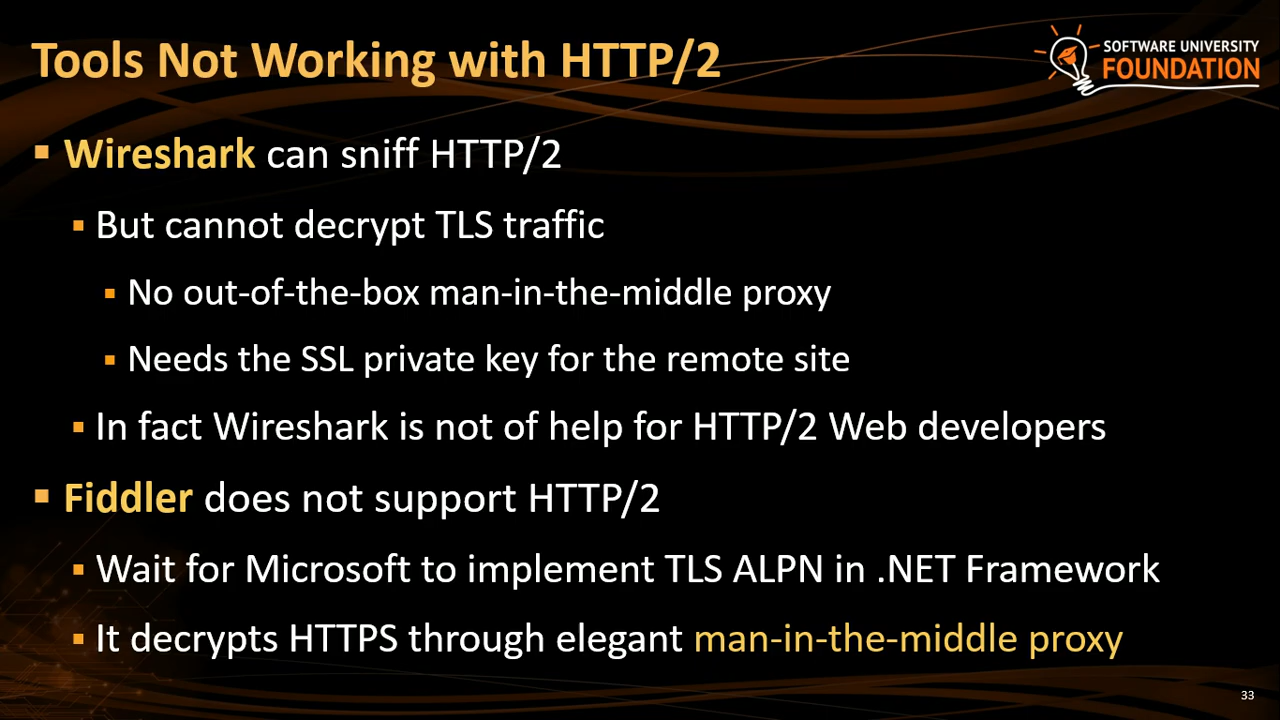 Tools Not Working with HTTP/2
SOFTWARE UNIVERSITY
FOUNDATION
▪ Wireshark can sniff HTTP/2
▪ But cannot decrypt TLS traffic
▪ No out-of-the-box man-in-the-middle proxy
▪ Needs the SSL private key for the remote site
▪ In fact Wireshark is not of help for HTTP/2 Web developers
▪ Fiddler does not support HTTP/2
▪ Wait for Microsoft to implement TLS ALPN in .NET Framework
▪ It decrypts HTTPS through elegant man-in-the-middle proxy
33